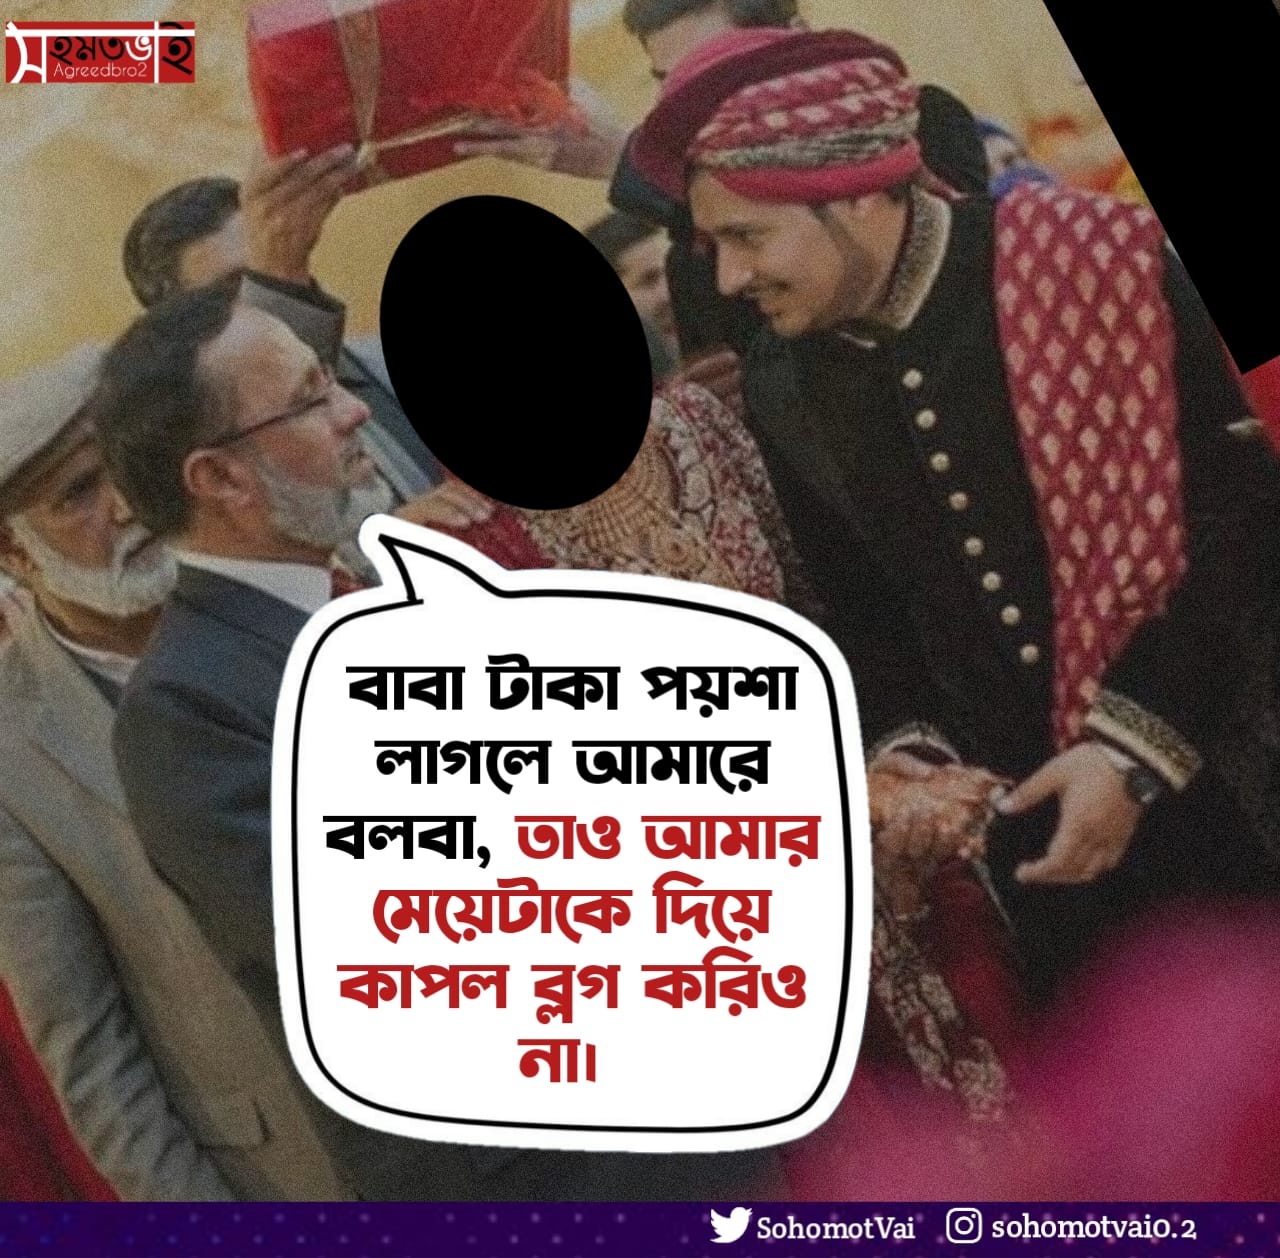 সহমতভাই
Agreedbro2
বাবা টাকা পয়শা
লাগলে আমারে
বলবা, তাও আমার
মেয়েটাকে দিয়ে
কাপল ব্লগ করিও
না।
SohomotVai sohomotvai0.2